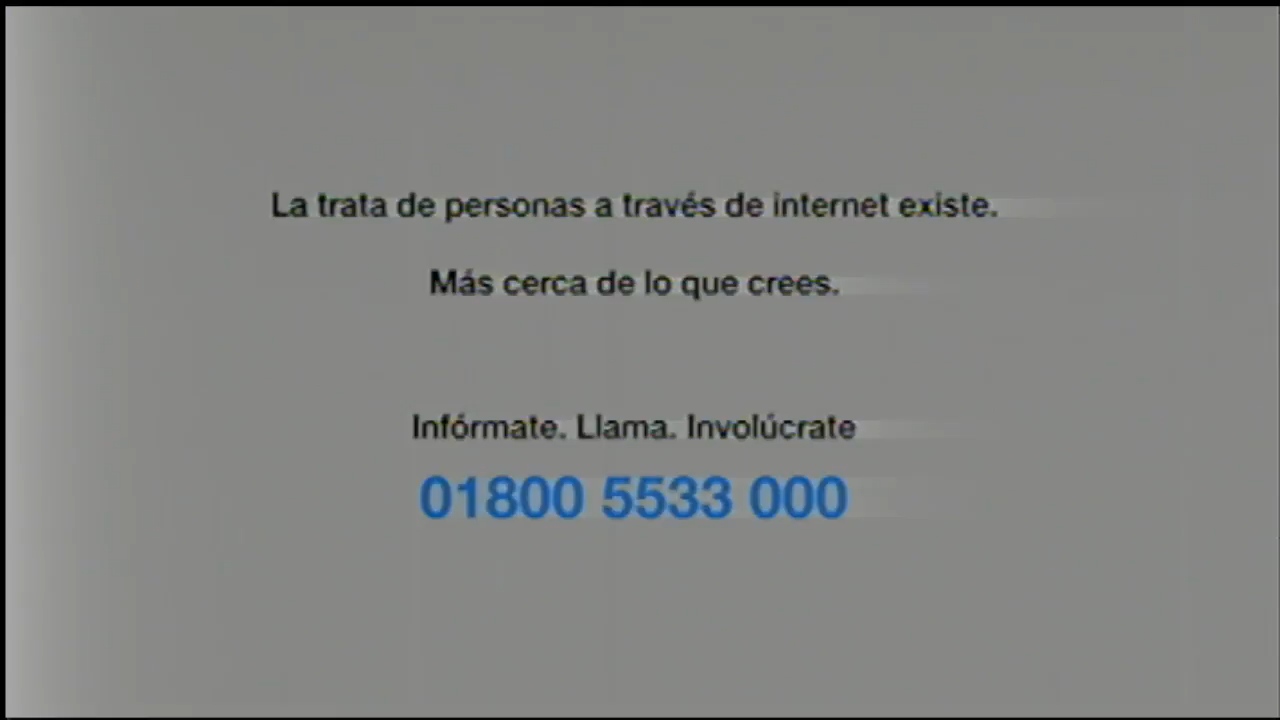 La trata de personas a través de internet existe.
Más cerca de lo que crees.
Infórmate. Llama. Involúcrate
01800 5533 000